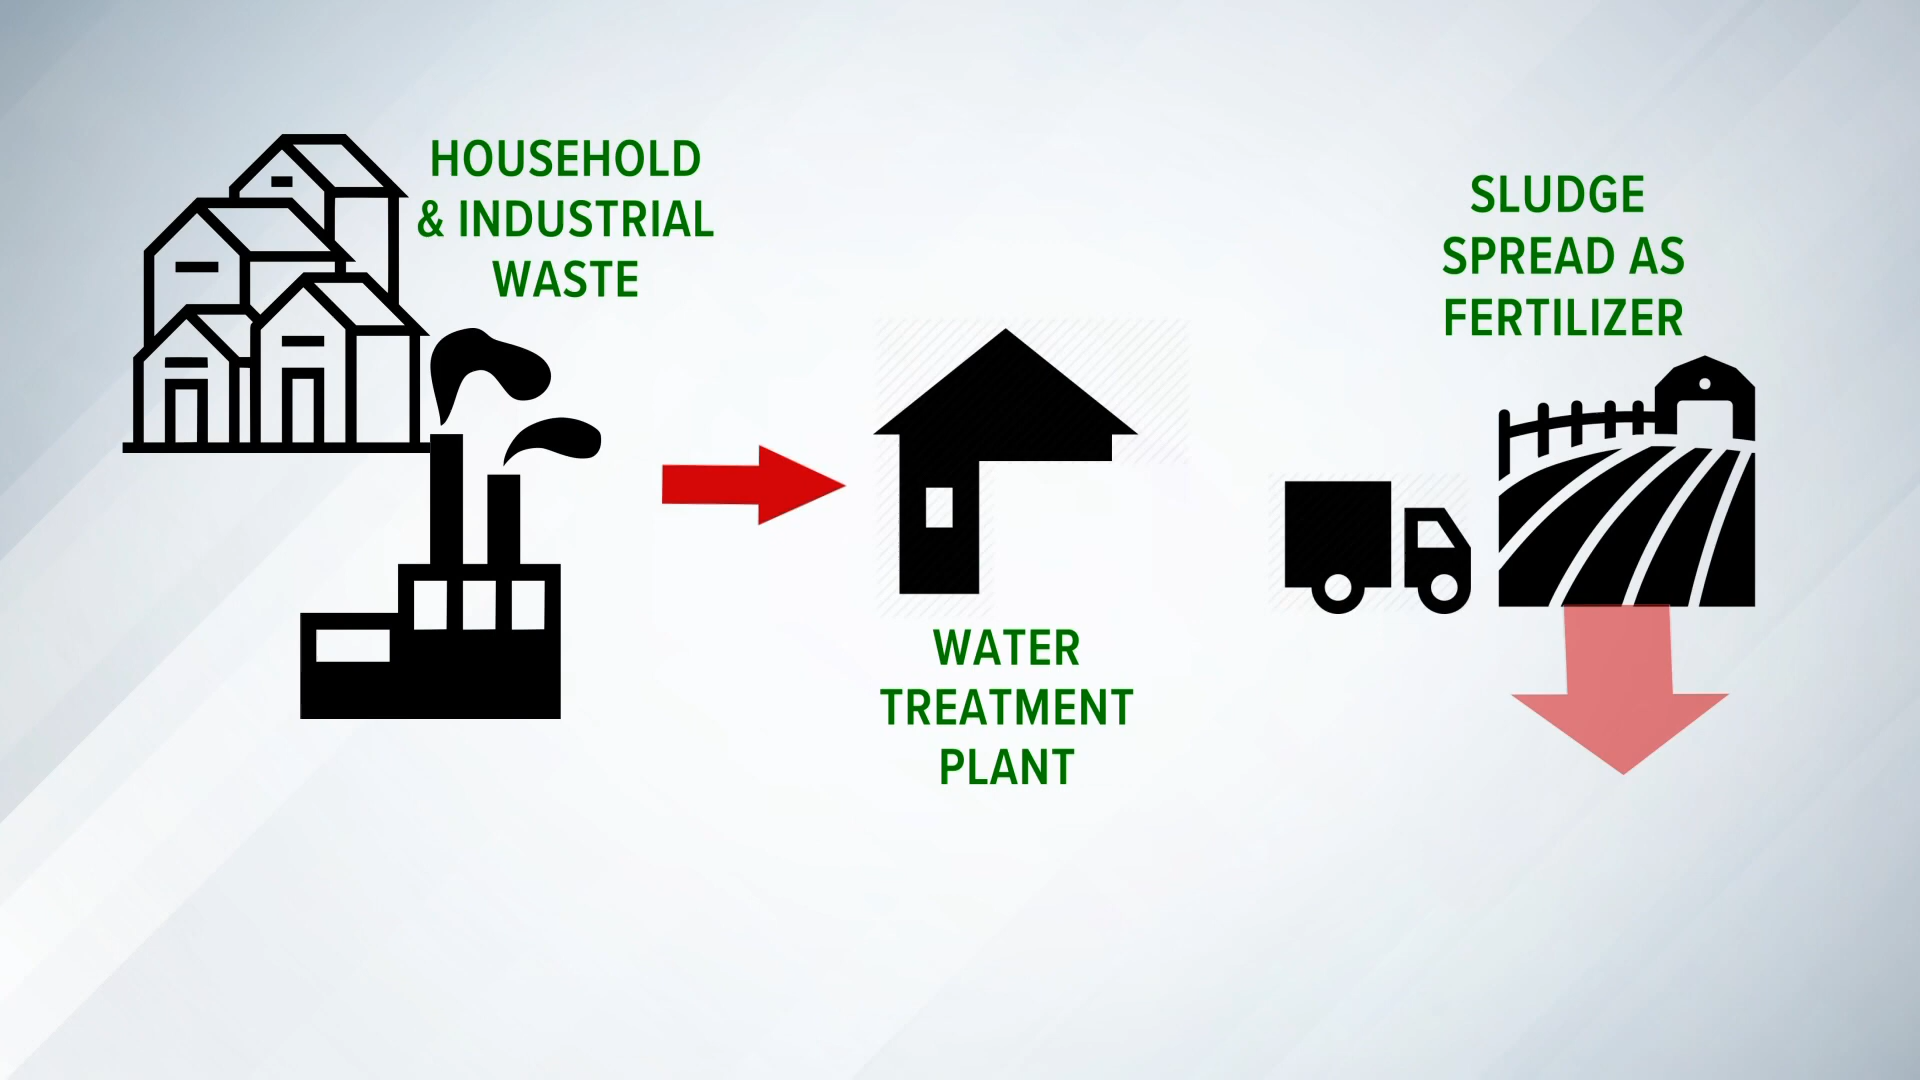 HOUSEHOLD
& INDUSTRIAL
WASTE
WATER
TREATMENT
PLANT
SLUDGE
SPREAD AS
FERTILIZER